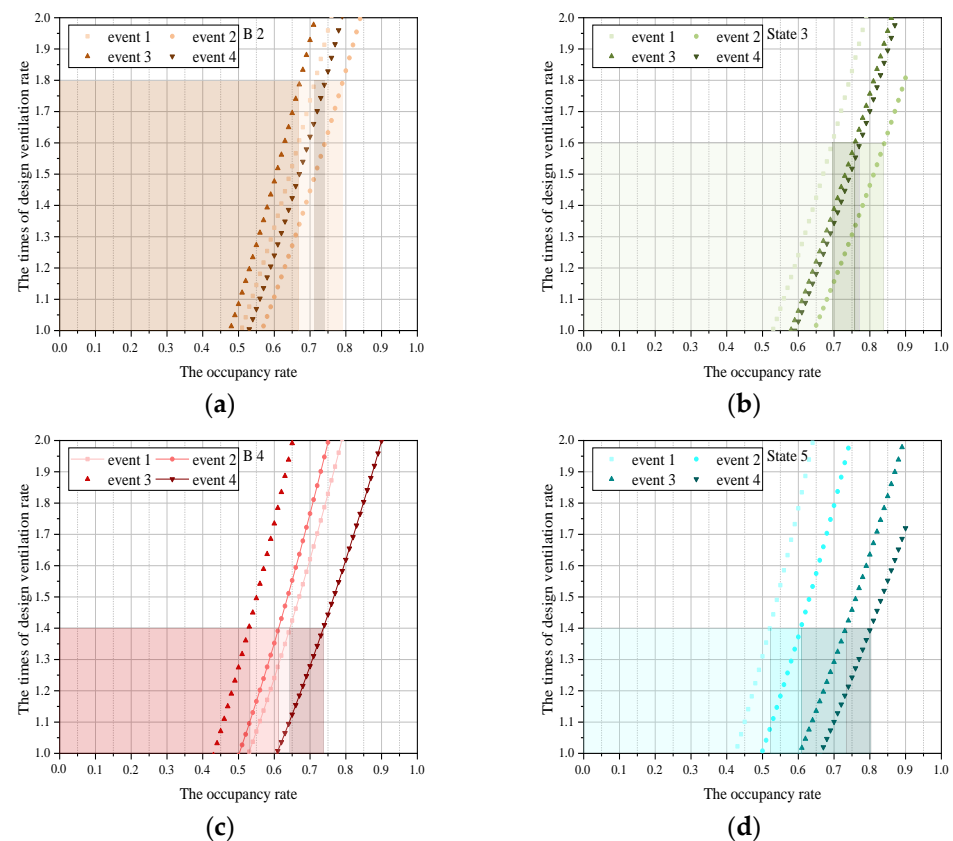 The times of design ventilation rate
2.0
1.9
1.8
1.7
1.6
1.5
1.4
1.3
1.2
1.1
1.0
event 1 event 2 B 2
event 3 event 4
0.0 0.1 0.2 0.3 0.4 0.5 0.6 0.7 0.8 0.9 1.0
The occupancy rate
(a)
The times of design ventilation rate
2.0
1.9
1.8
1.7
1.6
1.5
1.4
1.3
1.2
1.1
1.0
event 1 event 2 State 3
event 3 event 4
0.0 0.1 0.2 0.3 0.4 0.5 0.6 0.7 0.8 0.9 1.0
The occupancy rate
(b)
The times of design ventilation rate
2.0
1.9
1.8
1.7
1.6
1.5
1.4
1.3
1.2
1.1
1.0
event 1 event 2 B 4
event 3 event 4
0.0 0.1 0.2 0.3 0.4 0.5 0.6 0.7 0.8 0.9 1.0
The occupancy rate
(c)
The times of design ventilation rate
2.0
1.9
1.8
1.7
1.6
1.5
1.4
1.3
1.2
1.1
1.0
event 1 event 2 State 5
event 3 event 4
0.0 0.1 0.2 0.3 0.4 0.5 0.6 0.7 0.8 0.9 1.0
The occupancy rate
(d)